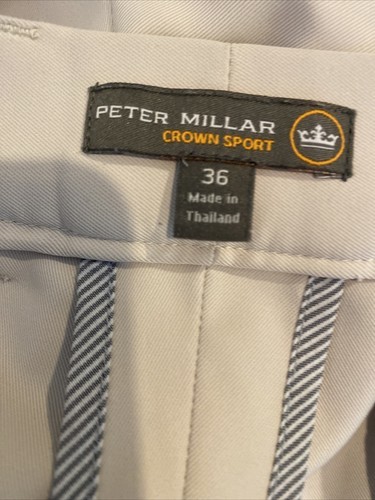 PETER MILLAR
CROWN SPORT
36
Made in
Thailand